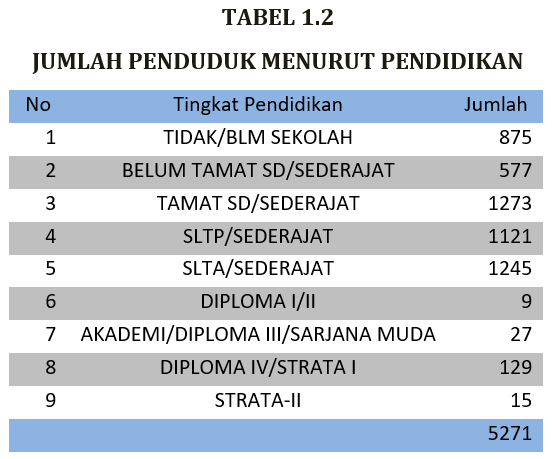 TABEL 1.2
JUMLAH PENDUDUK MENURUT PENDIDIKAN
No Tingkat Pendidikan Jumlah
1 TIDAK/BLM SEKOLAH 875
2 BELUM TAMAT SD/SEDERAJAT 577
3 TAMAT SD/SEDERAJAT 1273
4 SLTP/SEDERAJAT 1121
5 SLTA/SEDERAJAT 1245
6 DIPLOMA I/II 9
7 AKADEMI/DIPLOMA III/SARJANA MUDA 27
8 DIPLOMA IV/STRATA I 129
9 STRATA-II 15
5271